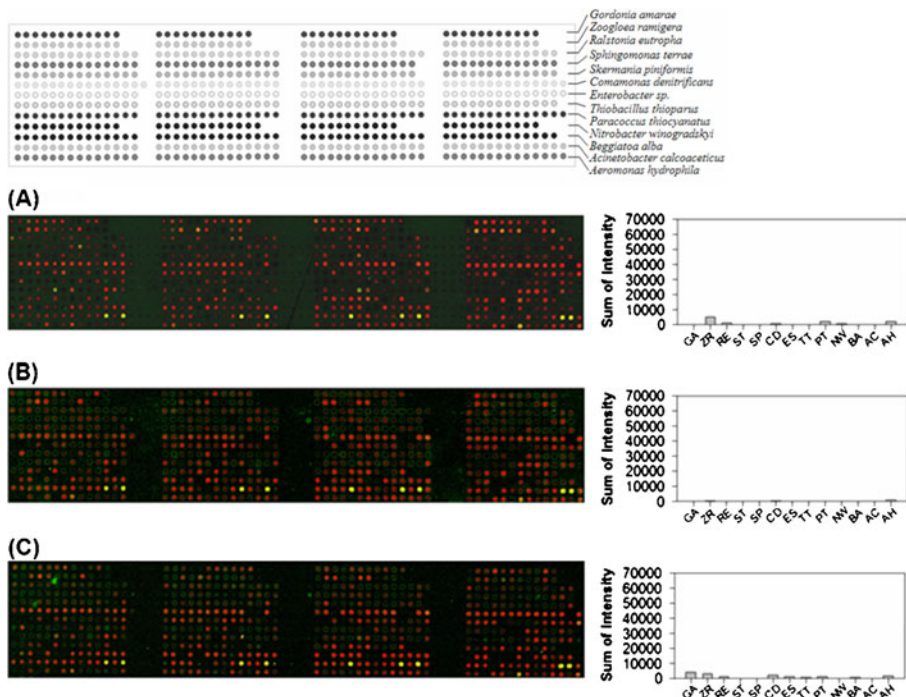 Gordonia amarae
Zoogloea ramigera
Ralstonia eutropha
Sphingomonas terrae
Skermania piniformis
Comamonas denitrificans
Enterobacter sp.
Thiobacillus thioparus
Paracoccus thiocyanatus
Nitrobacter winogradskyi
Beggiatoa alba
Acinetobacter calcoaceticus
Aeromonas hydrophila
(A)
Sum of Intensity
70000
60000
50000
40000
30000
20000
10000
0
GA ZR RE ST SP CD ES TT PT NW BA AC AH
(B)
Sum of Intensity
70000
60000
50000
40000
30000
20000
10000
0
GA ZR RE ST SP CD ES TT PT NW BA AC AH
(C)
Sum of Intensity
70000
60000
50000
40000
30000
20000
10000
0
GA ZR RE ST SP CD ES TT PT NW BA AC AH